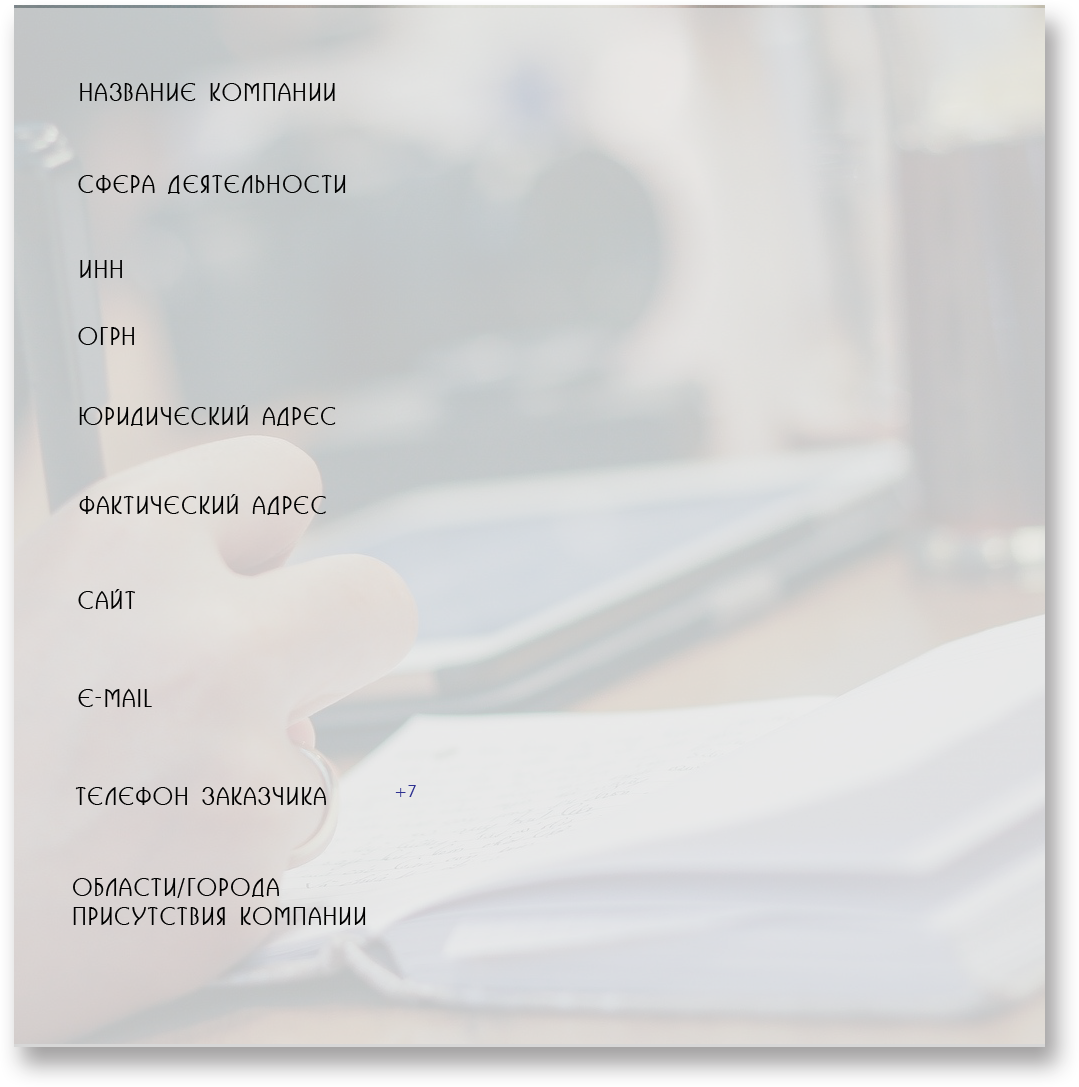 НАЗВАНИЕ КОМПАНИИ
СФЕРА ДЕЯТЕЛЬНОСТИ
ИНН
ОГРН
ЮРИДИЧЕСКИЙ АДРЕС
ФАКТИЧЕСКИЙ АДРЕС
САЙТ
E-MAIL
ТЕЛЕФОН ЗАКАЗЧИКА +7
ОБЛАСТИ/ГОРОДА
ПРИСУТСТВИЯ КОМПАНИИ